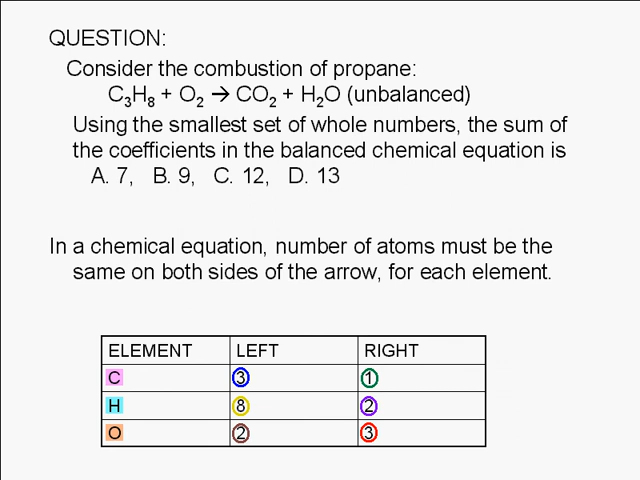 QUESTION:
Consider the combustion of propane:
C₃H₈ + O₂ → CO₂ + H₂O (unbalanced)
Using the smallest set of whole numbers, the sum of
the coefficients in the balanced chemical equation is
A. 7, B. 9, C. 12, D. 13
In a chemical equation, number of atoms must be the
same on both sides of the arrow, for each element.
ELEMENT LEFT RIGHT
C 3 1
H 8 2
O 2 3